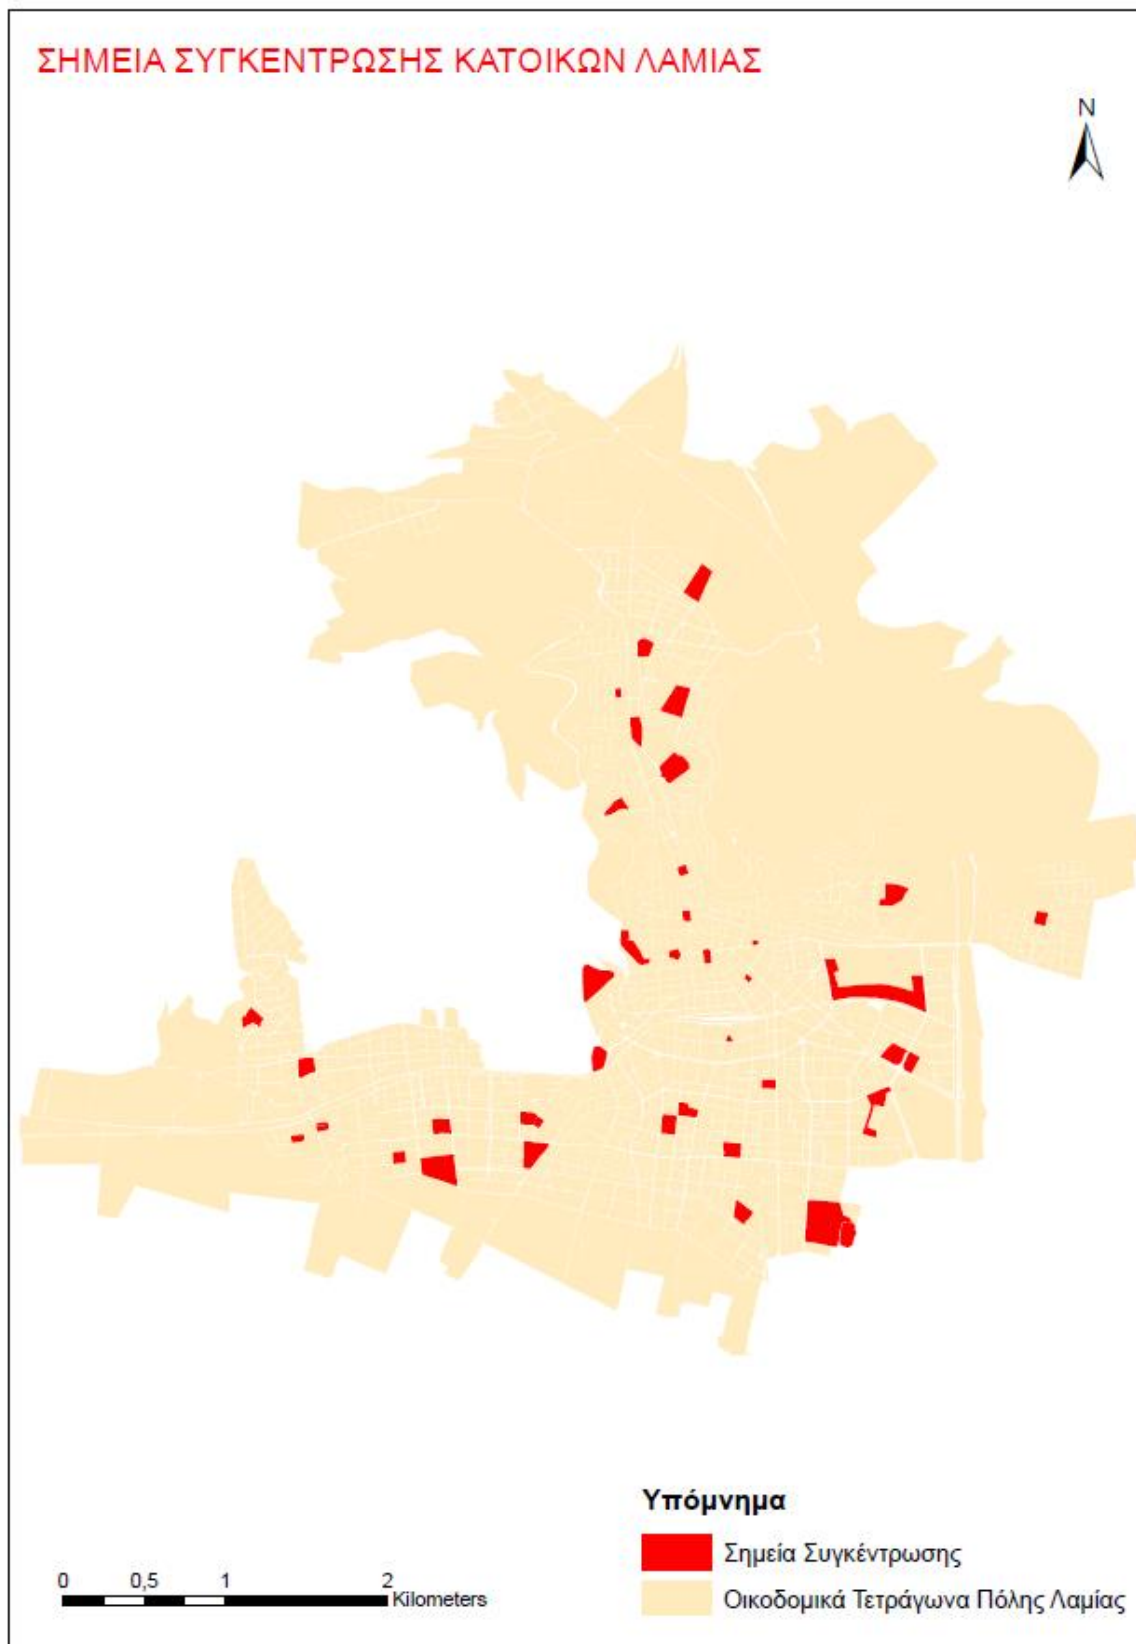 ΣΗΜΕΙΑ ΣΥΓΚΕΝΤΡΩΣΗΣ ΚΑΤΟΙΚΩΝ ΛΑΜΙΑΣ
N
Υπόμνημα
Σημεία Συγκέντρωσης
Οικοδομικά Τετράγωνα Πόλης Λαμίας
0 0,5 1 2
Kilometers